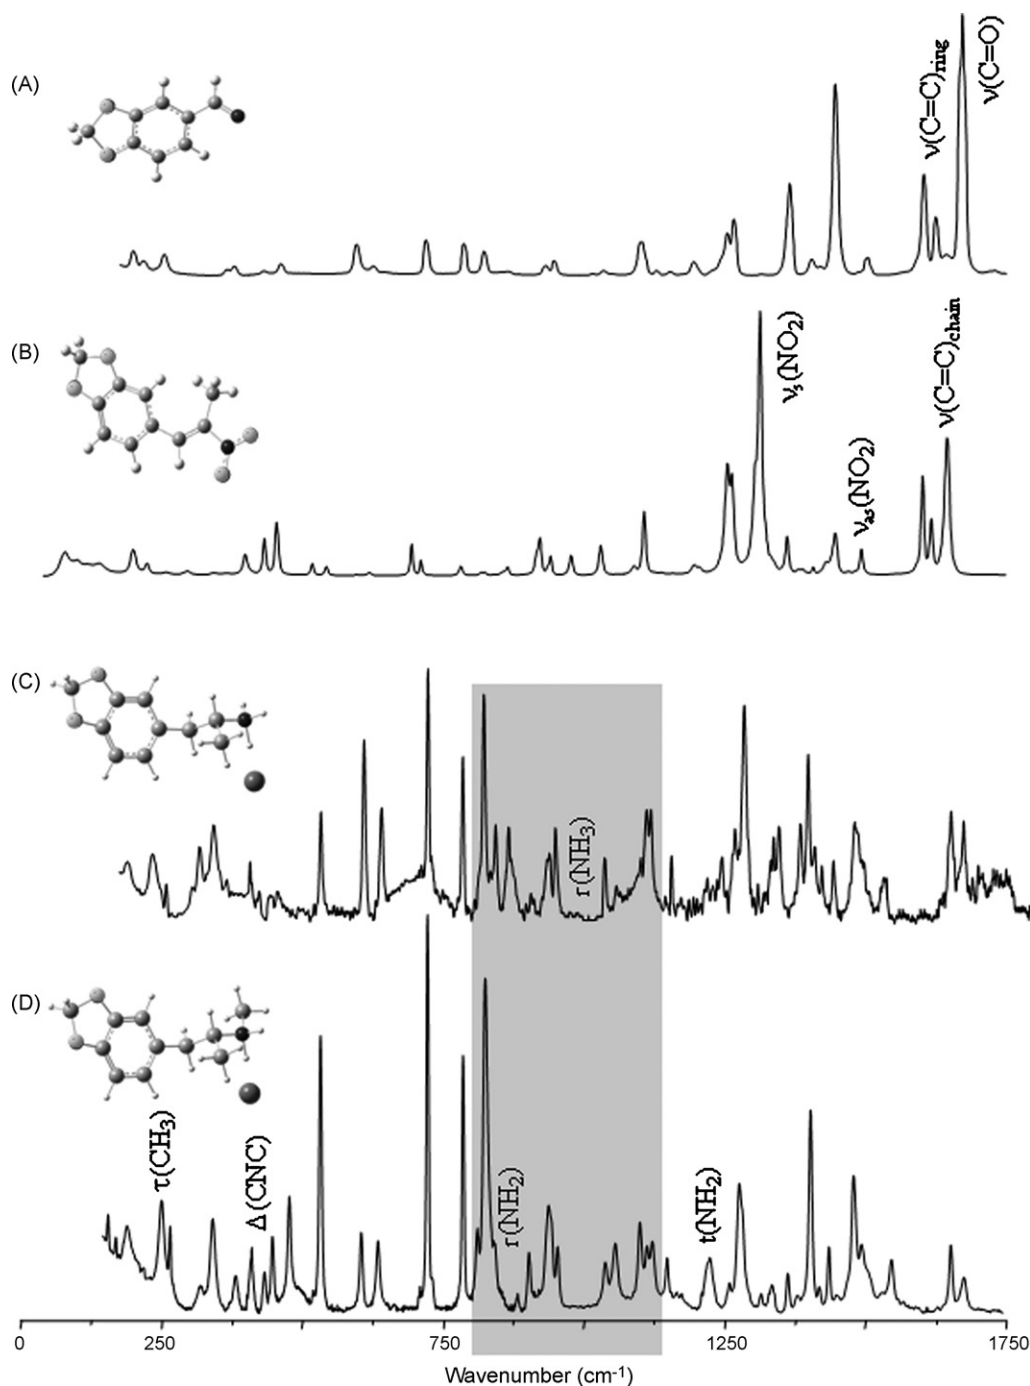 (A)
ν(C=C)ring
ν(C=O)
(B)
νs(NO2)
νas(NO2)
ν(C=C)chain
(C)
r(NH3)
(D)
τ(CH3)
Δ(CNC)
r(NH2)
t(NH2)
0 250 750 1250 1750
Wavenumber (cm-1)